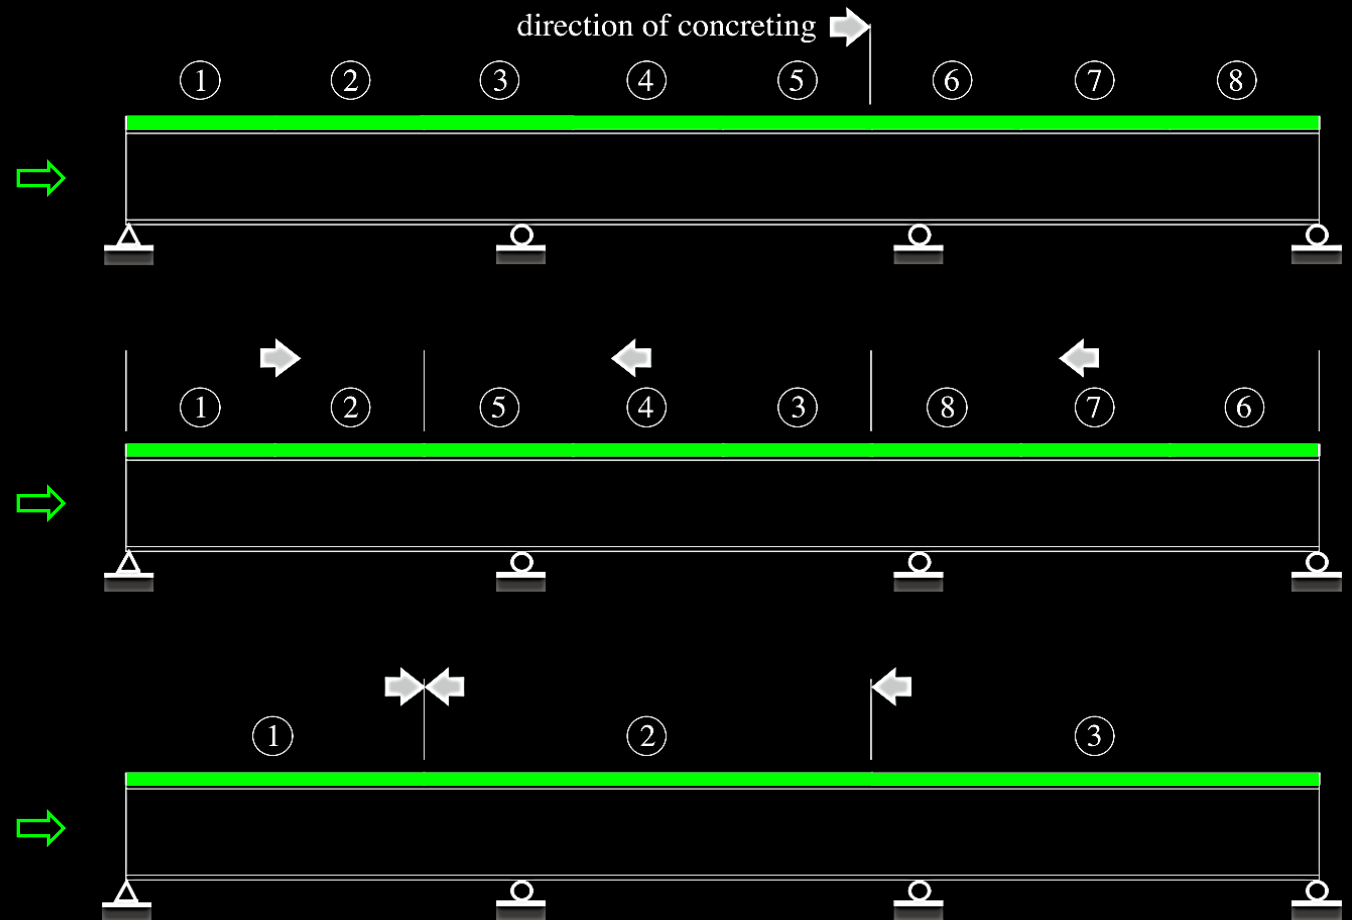 direction of concreting
① ② ③ ④ ⑤ ⑥ ⑦ ⑧
① ② ⑤ ④ ③ ⑧ ⑦ ⑥
① ② ③